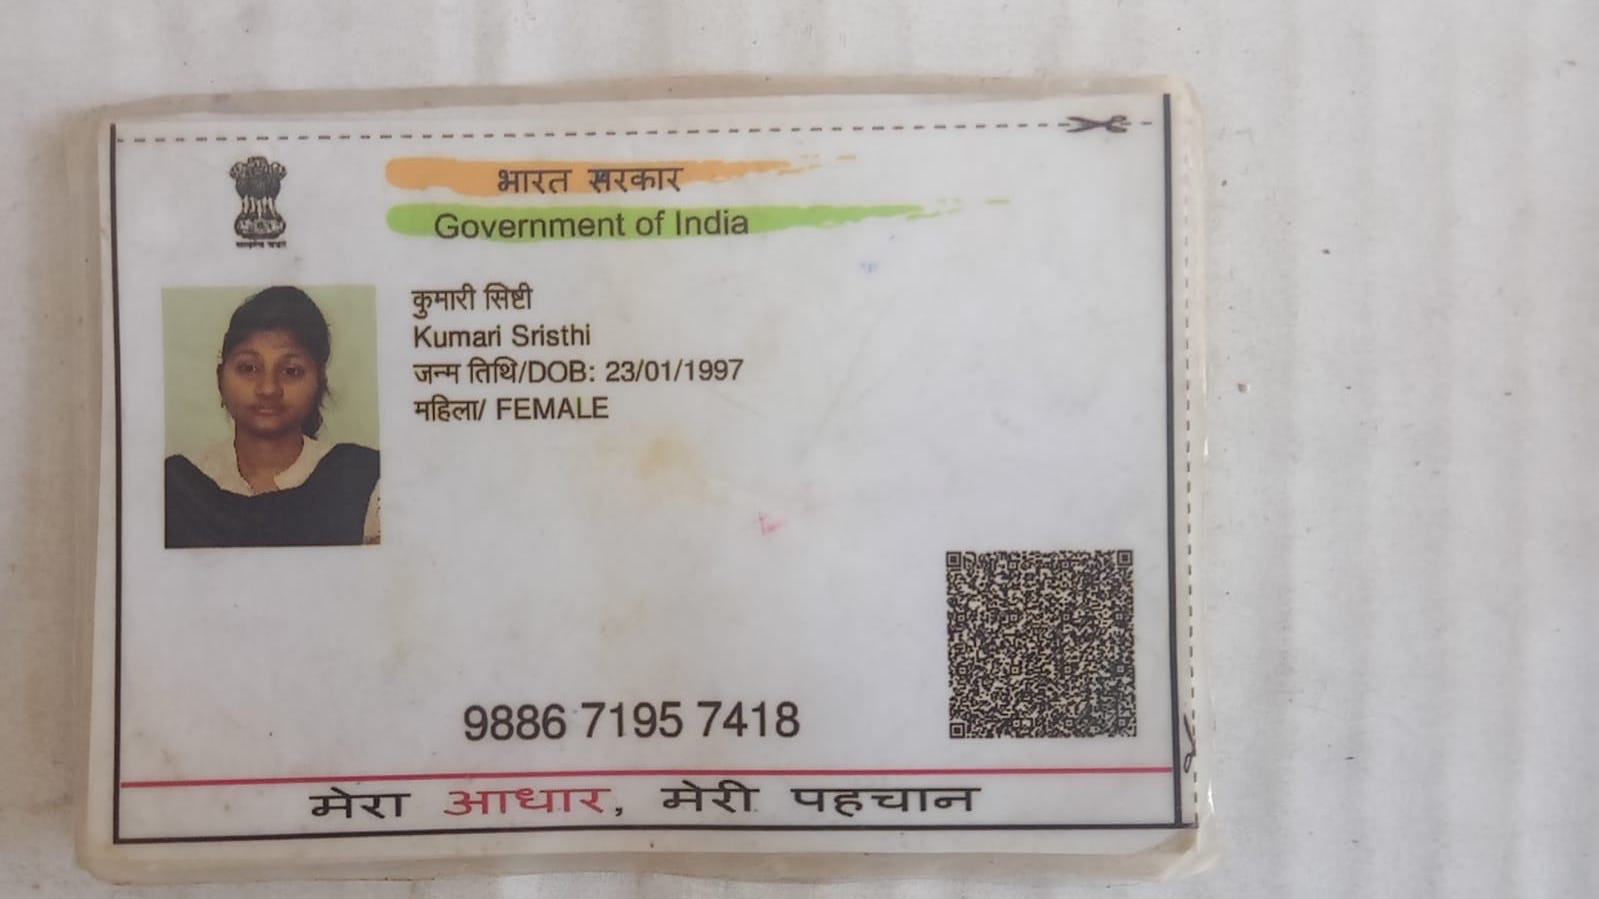 भारत सरकार
Government of India
कुमारी सिष्टी
Kumari Sristhi
जन्म तिथि/DOB: 23/01/1997
महिला/ FEMALE
9886 7195 7418
मेरा आधार, मेरी पहचान